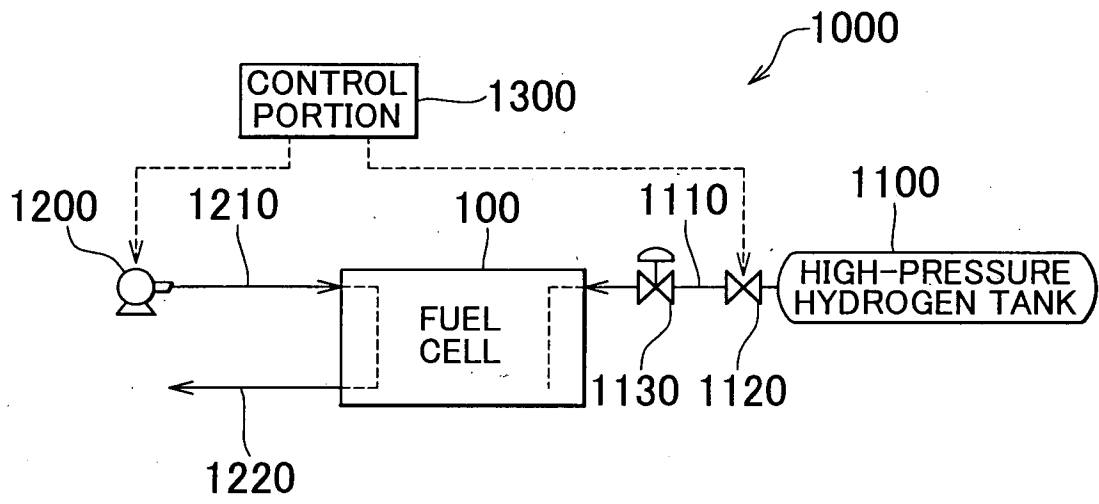 1000
CONTROL
PORTION
1300
1200
1210
100
1110
1100
HIGH-PRESSURE
HYDROGEN TANK
FUEL
CELL
1130
1120
1220